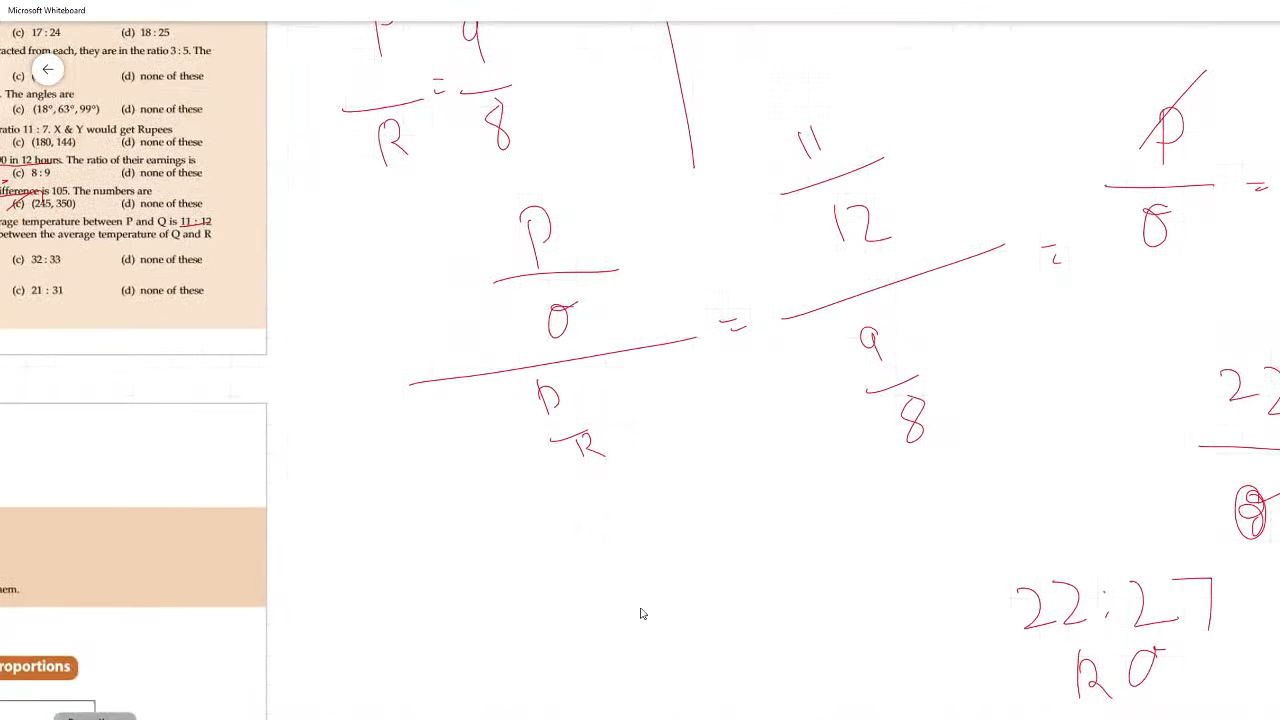 Microsoft Whiteboard
(c) 17 : 24 (d) 18 : 25
racted from each, they are in the ratio 3 : 5. The
(d) none of these
. The angles are
(c) (18°, 63°, 99°) (d) none of these
ratio 11 : 7. X & Y would get Rupees
(c) (180, 144) (d) none of these
00 in 12 hours. The ratio of their earnings is
(c) 8 : 9 (d) none of these
ifference is 105. The numbers are
(c) (245, 350) (d) none of these
rage temperature between P and Q is 11 : 12
between the average temperature of Q and R
(c) 32 : 33 (d) none of these
(c) 21 : 31 (d) none of these
nem.
roportions
P
R
=
9
8
P
Q
P
R
=
11
12
9
8
=
P
Q
=
22
22 : 27
R Q